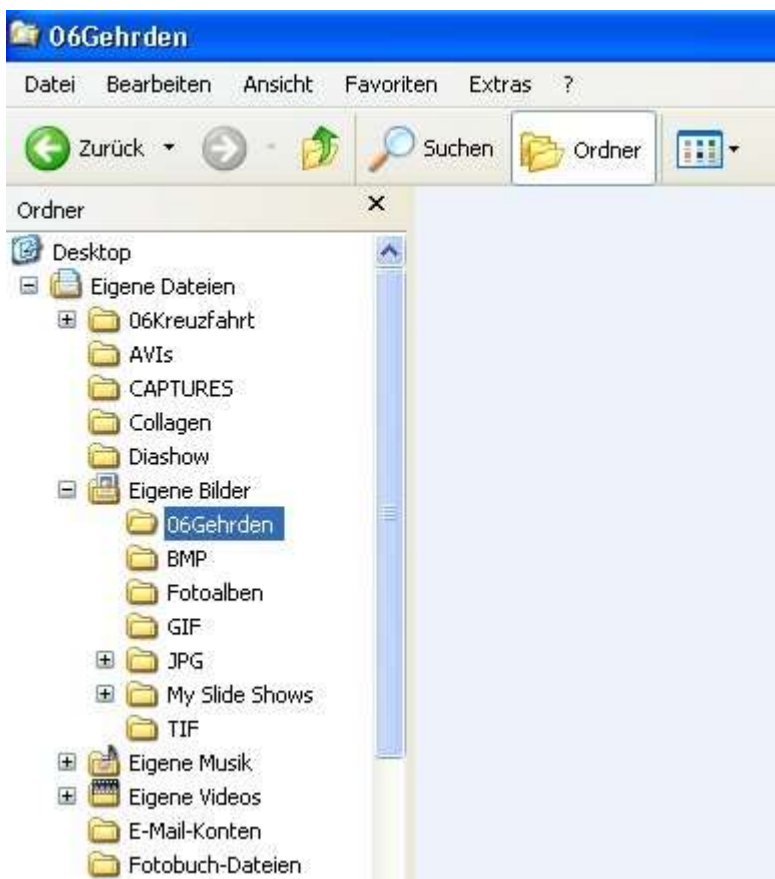 06Gehrden
Datei Bearbeiten Ansicht Favoriten Extras ?
Zurück Suchen Ordner
Ordner
Desktop
Eigene Dateien
06Kreuzfahrt
AVIs
CAPTURES
Collagen
Diashow
Eigene Bilder
06Gehrden
BMP
Fotoalben
GIF
JPG
My Slide Shows
TIF
Eigene Musik
Eigene Videos
E-Mail-Konten
Fotobuch-Dateien